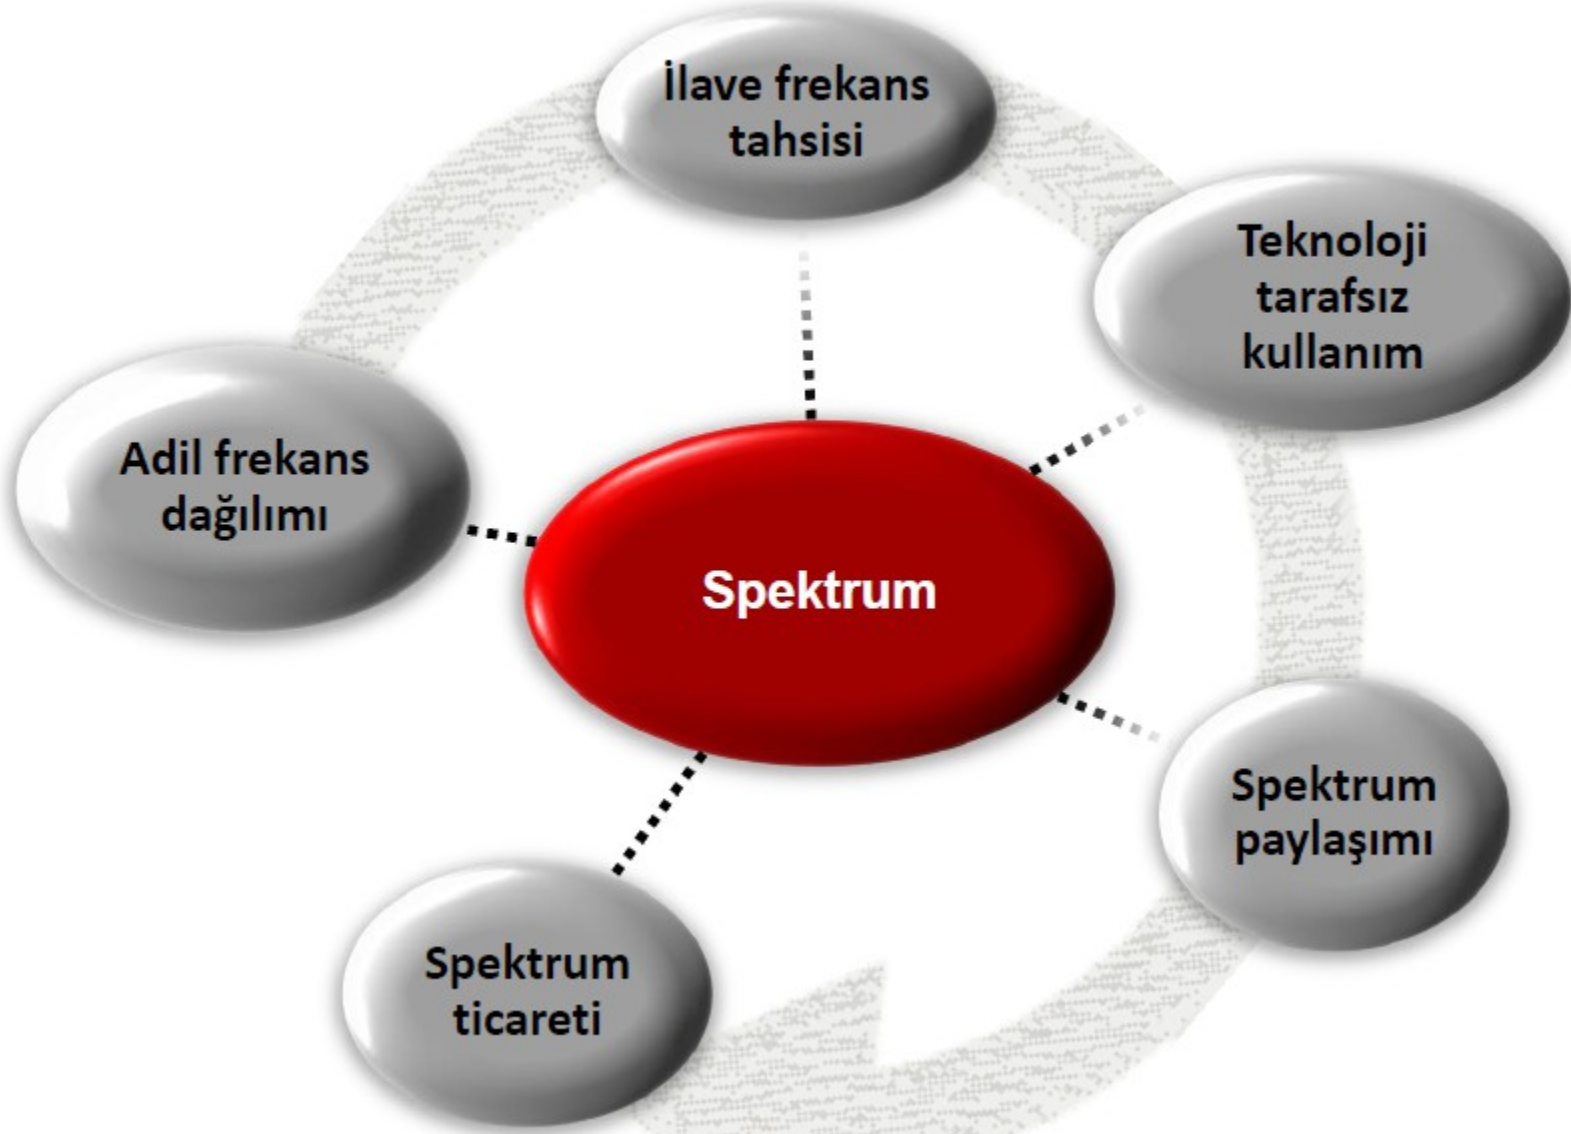 İlave frekans
tahsisi
Teknoloji
tarafsız
kullanım
Adil frekans
dağılımı
Spektrum
Spektrum
paylaşımı
Spektrum
ticareti